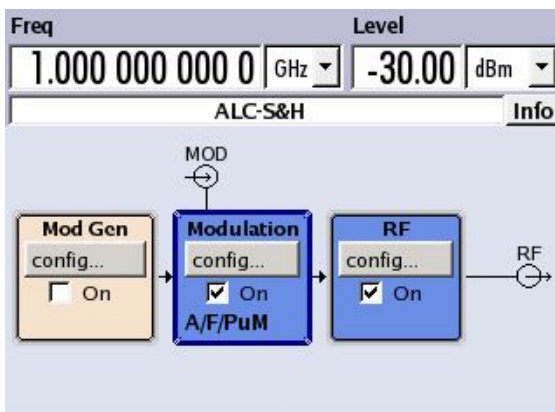 Freq Level
1.000 000 000 0 GHz -30.00 dBm
ALC-S&H Info
MOD
Mod Gen Modulation RF
config... config... config... RF
On On On
A/F/PuM